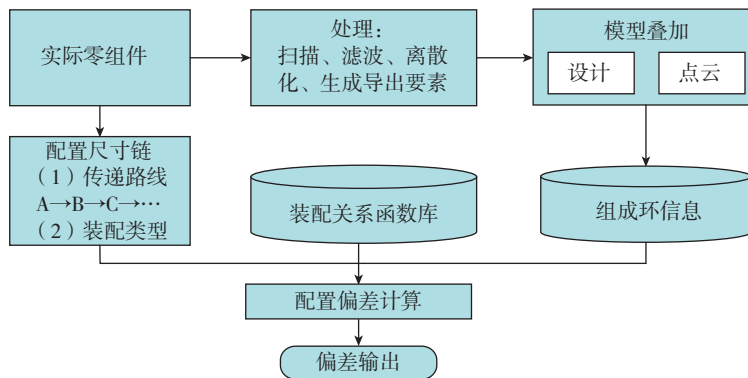 实际零组件
处理：
扫描、滤波、离散
化、生成导出要素
模型叠加
设计
点云
配置尺寸链
（1）传递路线
A→B→C→…
（2）装配类型
装配关系函数库
组成环信息
配置偏差计算
偏差输出